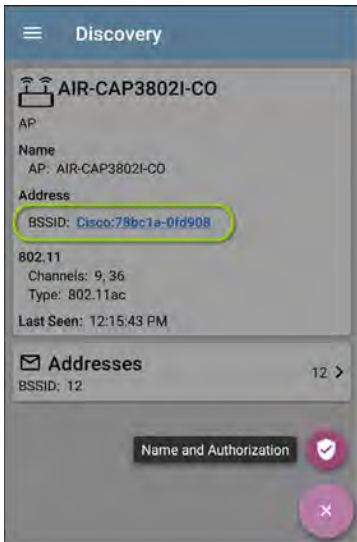 Discovery
AIR-CAP3802I-CO
AP
Name
AP: AIR-CAP3802I-CO
Address
BSSID: Cisco:78bc1a-0fd908
802.11
Channels: 9, 36
Type: 802.11ac
Last Seen: 12:15:43 PM
Addresses
12 >
BSSID: 12
Name and Authorization